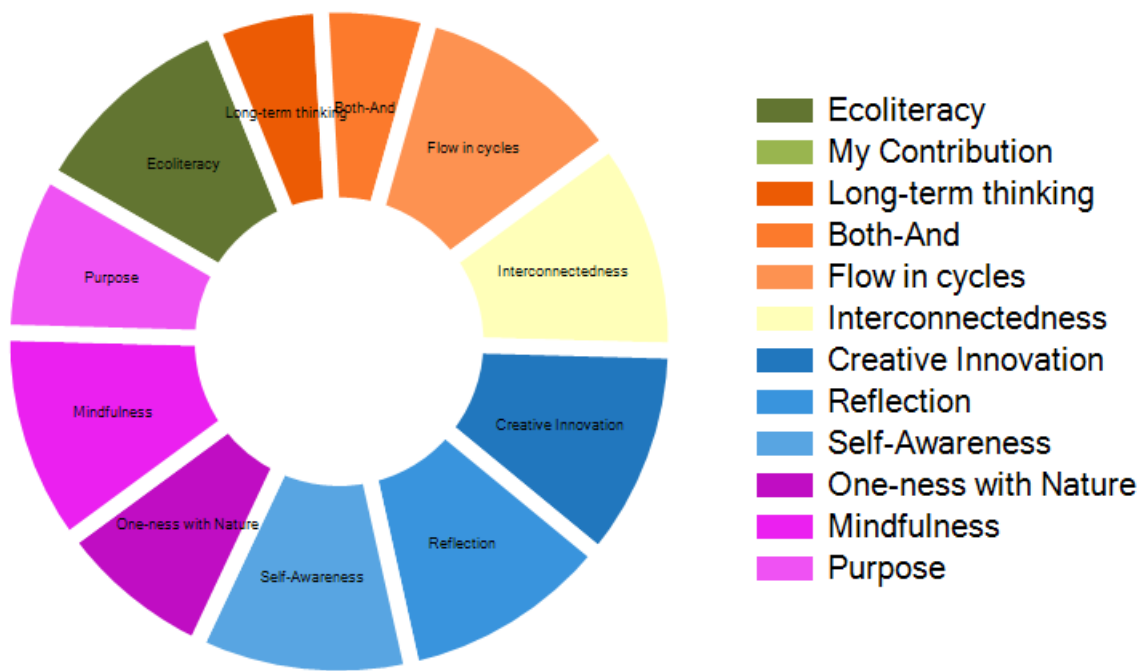 Long-term thinking
Both-And
Flow in cycles
Ecoliteracy
Interconnectedness
Purpose
Mindfulness
Creative Innovation
One-ness with Nature
Reflection
Self-Awareness
Ecoliteracy
My Contribution
Long-term thinking
Both-And
Flow in cycles
Interconnectedness
Creative Innovation
Reflection
Self-Awareness
One-ness with Nature
Mindfulness
Purpose